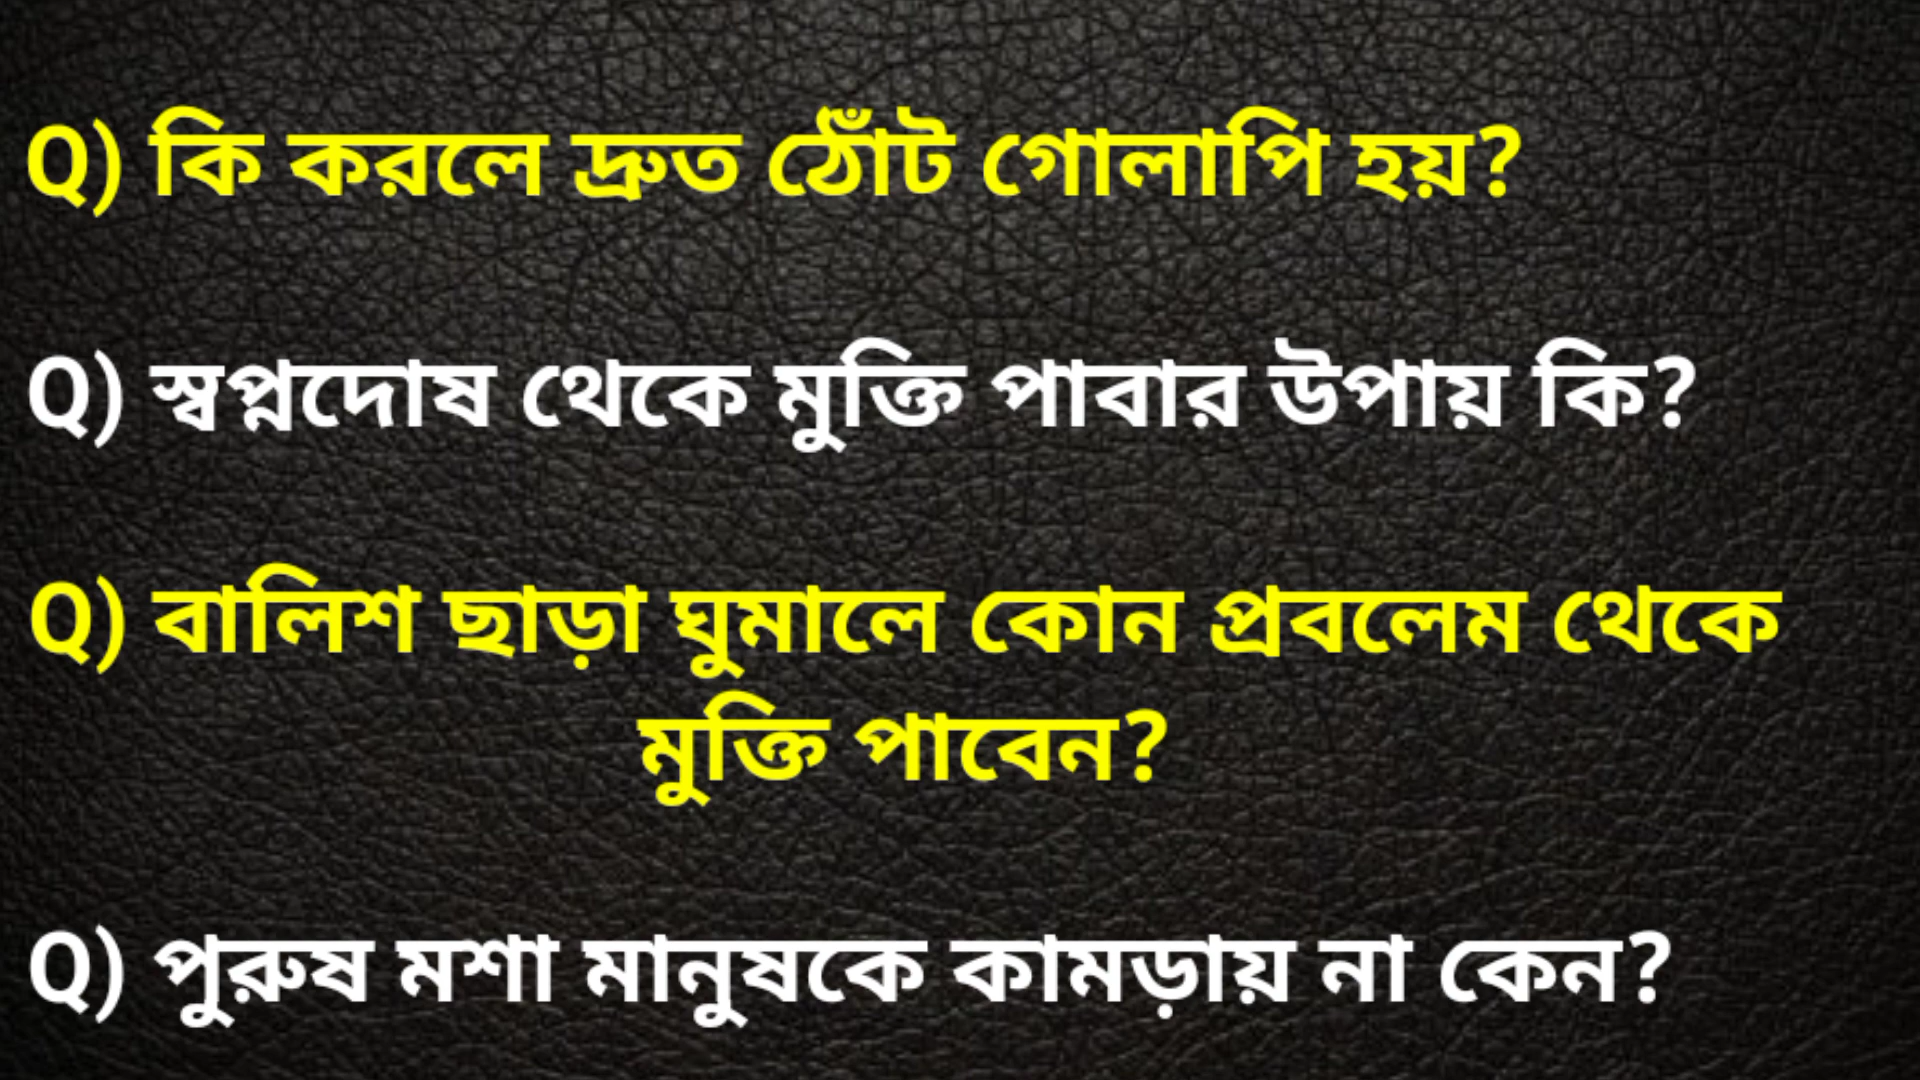 Q) কি করলে দ্রুত ঠোঁট গোলাপি হয়?
Q) স্বপ্নদোষ থেকে মুক্তি পাবার উপায় কি?
Q) বালিশ ছাড়া ঘুমালে কোন প্রবলেম থেকে
মুক্তি পাবেন?
Q) পুরুষ মশা মানুষকে কামড়ায় না কেন?